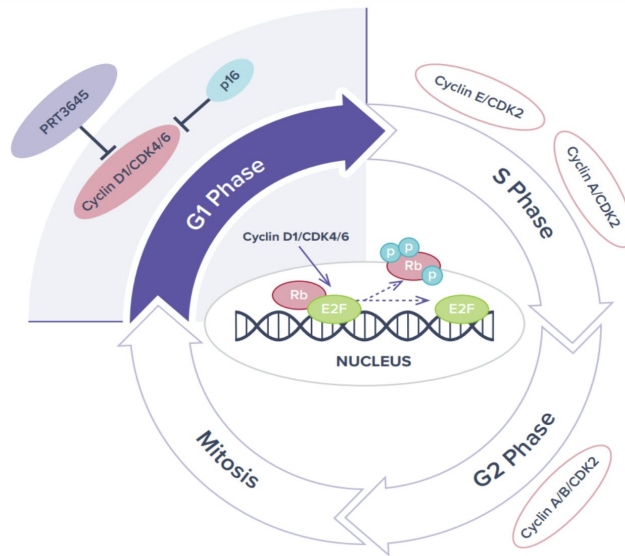 PRT3645
p16
Cyclin D1/CDK4/6
G1 Phase
Cyclin E/CDK2
Cyclin A/CDK2
S Phase
Cyclin D1/CDK4/6
p
p
Rb
p
Rb
E2F
E2F
NUCLEUS
Mitosis
G2 Phase
Cyclin A/B/CDK2